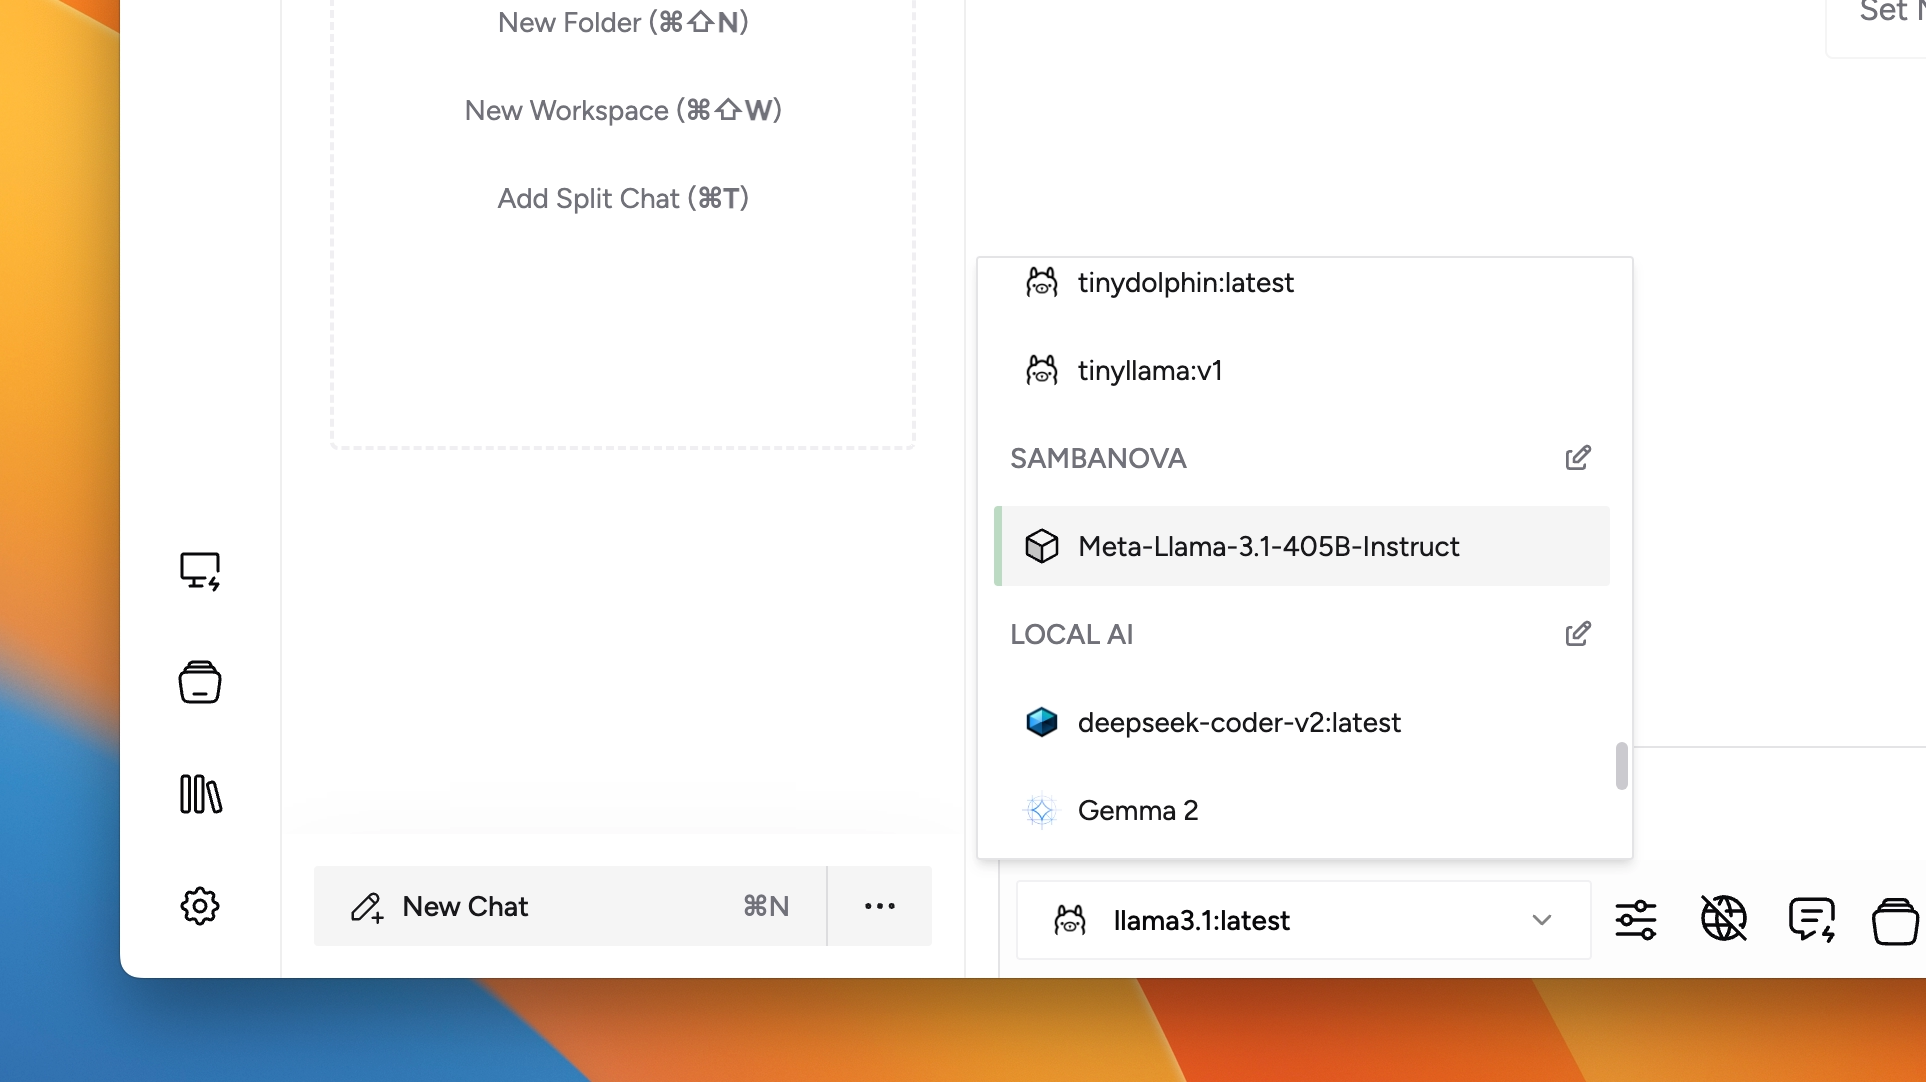 New Folder (⌘⇧N)
New Workspace (⌘⇧W)
Add Split Chat (⌘T)
New Chat ⌘N
Set
tinydolphin:latest
tinyllama:v1
SAMBANOVA
Meta-Llama-3.1-405B-Instruct
LOCAL AI
deepseek-coder-v2:latest
Gemma 2
llama3.1:latest